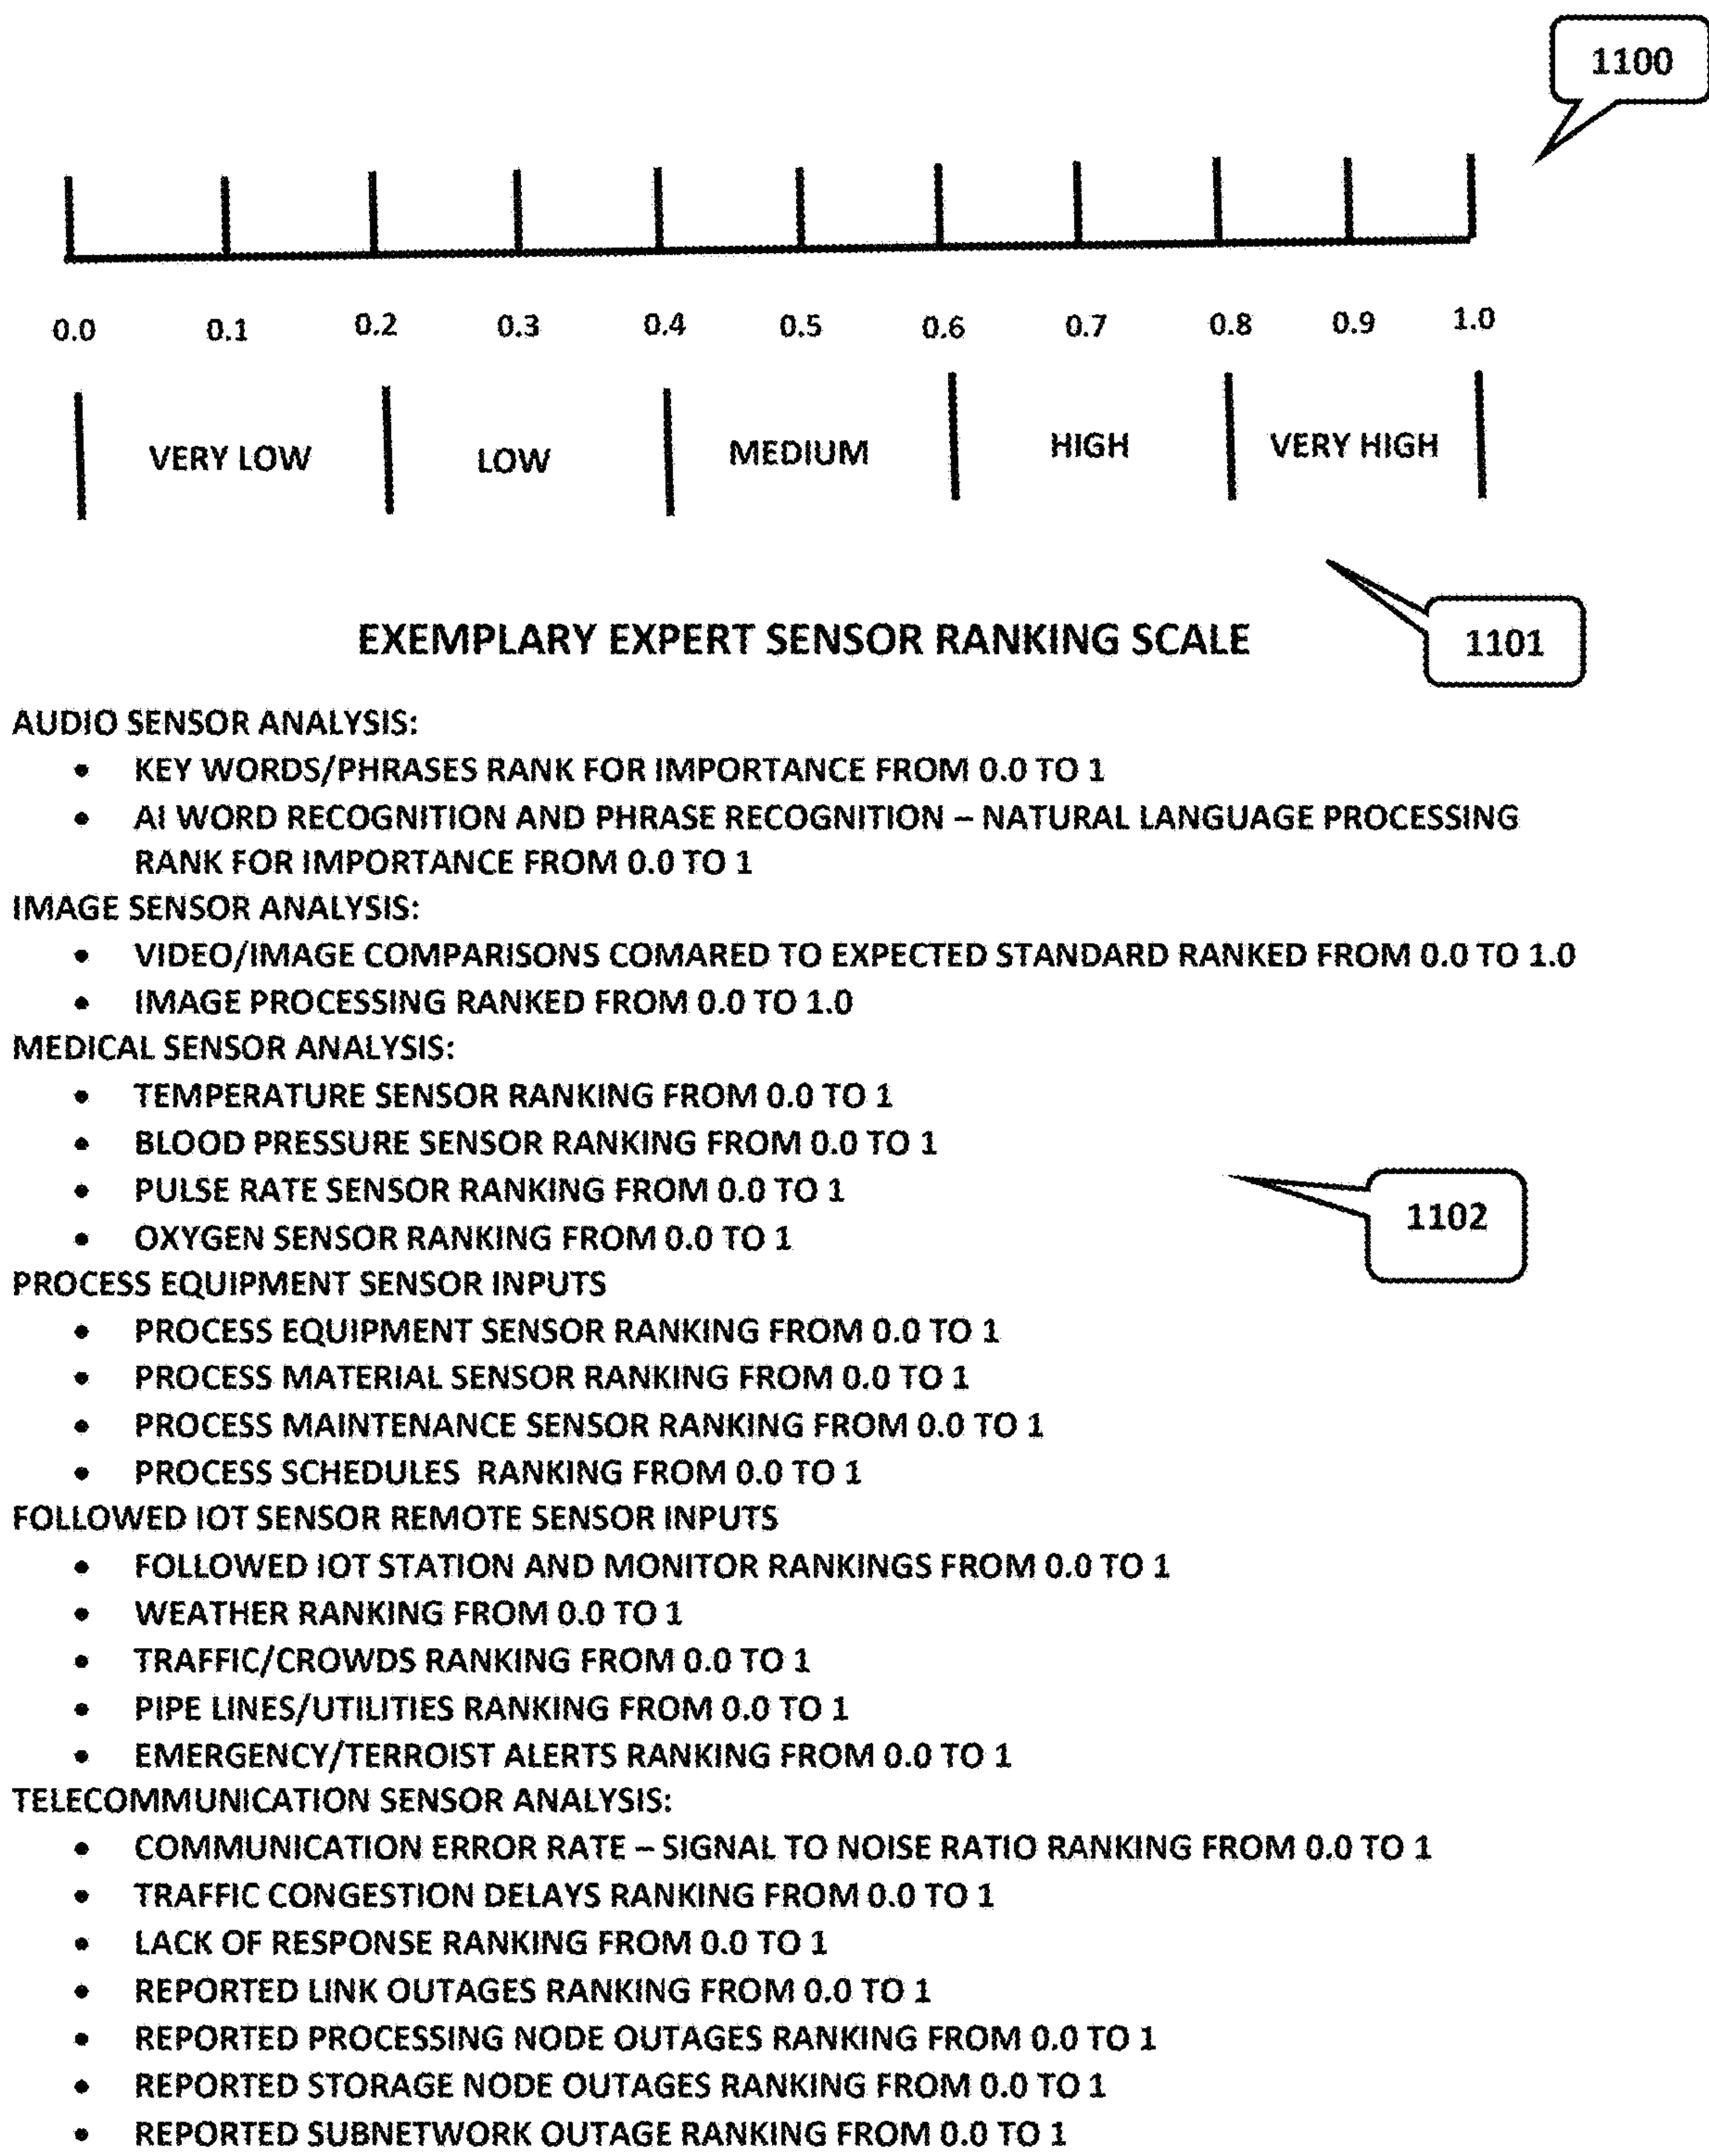 1100
0.0 0.1 0.2 0.3 0.4 0.5 0.6 0.7 0.8 0.9 1.0
VERY LOW LOW MEDIUM HIGH VERY HIGH
EXEMPLARY EXPERT SENSOR RANKING SCALE
1101
AUDIO SENSOR ANALYSIS:
• KEY WORDS/PHRASES RANK FOR IMPORTANCE FROM 0.0 TO 1
• AI WORD RECOGNITION AND PHRASE RECOGNITION – NATURAL LANGUAGE PROCESSING
RANK FOR IMPORTANCE FROM 0.0 TO 1
IMAGE SENSOR ANALYSIS:
• VIDEO/IMAGE COMPARISONS COMARED TO EXPECTED STANDARD RANKED FROM 0.0 TO 1.0
• IMAGE PROCESSING RANKED FROM 0.0 TO 1.0
MEDICAL SENSOR ANALYSIS:
• TEMPERATURE SENSOR RANKING FROM 0.0 TO 1
• BLOOD PRESSURE SENSOR RANKING FROM 0.0 TO 1
• PULSE RATE SENSOR RANKING FROM 0.0 TO 1
1102
• OXYGEN SENSOR RANKING FROM 0.0 TO 1
PROCESS EQUIPMENT SENSOR INPUTS
• PROCESS EQUIPMENT SENSOR RANKING FROM 0.0 TO 1
• PROCESS MATERIAL SENSOR RANKING FROM 0.0 TO 1
• PROCESS MAINTENANCE SENSOR RANKING FROM 0.0 TO 1
• PROCESS SCHEDULES RANKING FROM 0.0 TO 1
FOLLOWED IOT SENSOR REMOTE SENSOR INPUTS
• FOLLOWED IOT STATION AND MONITOR RANKINGS FROM 0.0 TO 1
• WEATHER RANKING FROM 0.0 TO 1
• TRAFFIC/CROWDS RANKING FROM 0.0 TO 1
• PIPE LINES/UTILITIES RANKING FROM 0.0 TO 1
• EMERGENCY/TERROIST ALERTS RANKING FROM 0.0 TO 1
TELECOMMUNICATION SENSOR ANALYSIS:
• COMMUNICATION ERROR RATE – SIGNAL TO NOISE RATIO RANKING FROM 0.0 TO 1
• TRAFFIC CONGESTION DELAYS RANKING FROM 0.0 TO 1
• LACK OF RESPONSE RANKING FROM 0.0 TO 1
• REPORTED LINK OUTAGES RANKING FROM 0.0 TO 1
• REPORTED PROCESSING NODE OUTAGES RANKING FROM 0.0 TO 1
• REPORTED STORAGE NODE OUTAGES RANKING FROM 0.0 TO 1
• REPORTED SUBNETWORK OUTAGE RANKING FROM 0.0 TO 1